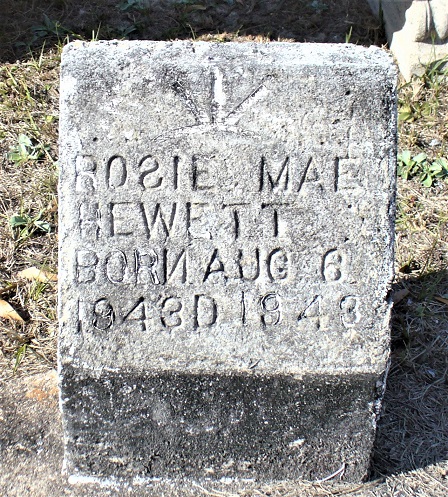 ROSIE MAE
HEWETT
BORN AUG 6
1943 D 1943